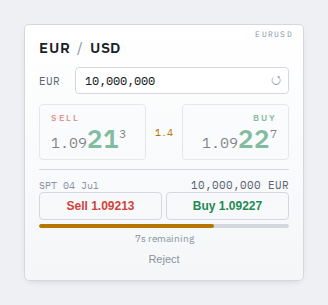 EURUSD
EUR / USD
EUR 10,000,000
SELL BUY
1.09213 1.4 1.09227
SPT 04 Jul 10,000,000 EUR
Sell 1.09213 Buy 1.09227
7s remaining
Reject